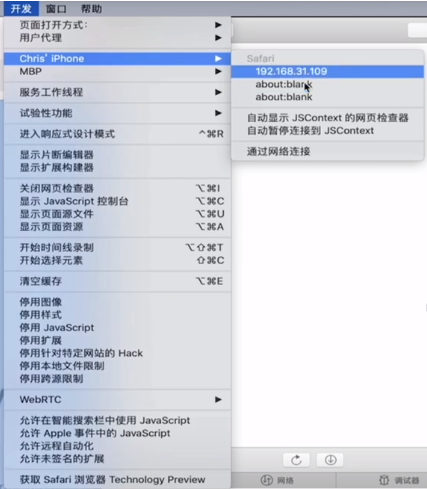 开发 窗口 帮助
页面打开方式:
用户代理
Chris' iPhone
MBP
服务工作线程
试验性功能
进入响应式设计模式 ^⌘R
显示片断编辑器
显示扩展构建器
关闭网页检查器 ⌥⌘I
显示 JavaScript 控制台 ⌥⌘C
显示页面源文件 ⌥⌘U
显示页面资源 ⌥⌘A
开始时间线录制 ⌥⇧⌘T
开始选择元素 ⇧⌘C
清空缓存 ⌥⌘E
停用图像
停用样式
停用 JavaScript
停用扩展
停用针对特定网站的 Hack
停用本地文件限制
停用跨源限制
WebRTC
允许在智能搜索栏中使用 JavaScript
允许 Apple 事件中的 JavaScript
允许远程自动化
允许未签名的扩展
获取 Safari 浏览器 Technology Preview
Safari
192.168.31.109
about:blank
about:blank
自动显示 JSContext 的网页检查器
自动暂停连接到 JSContext
通过网络连接
网络
调试器